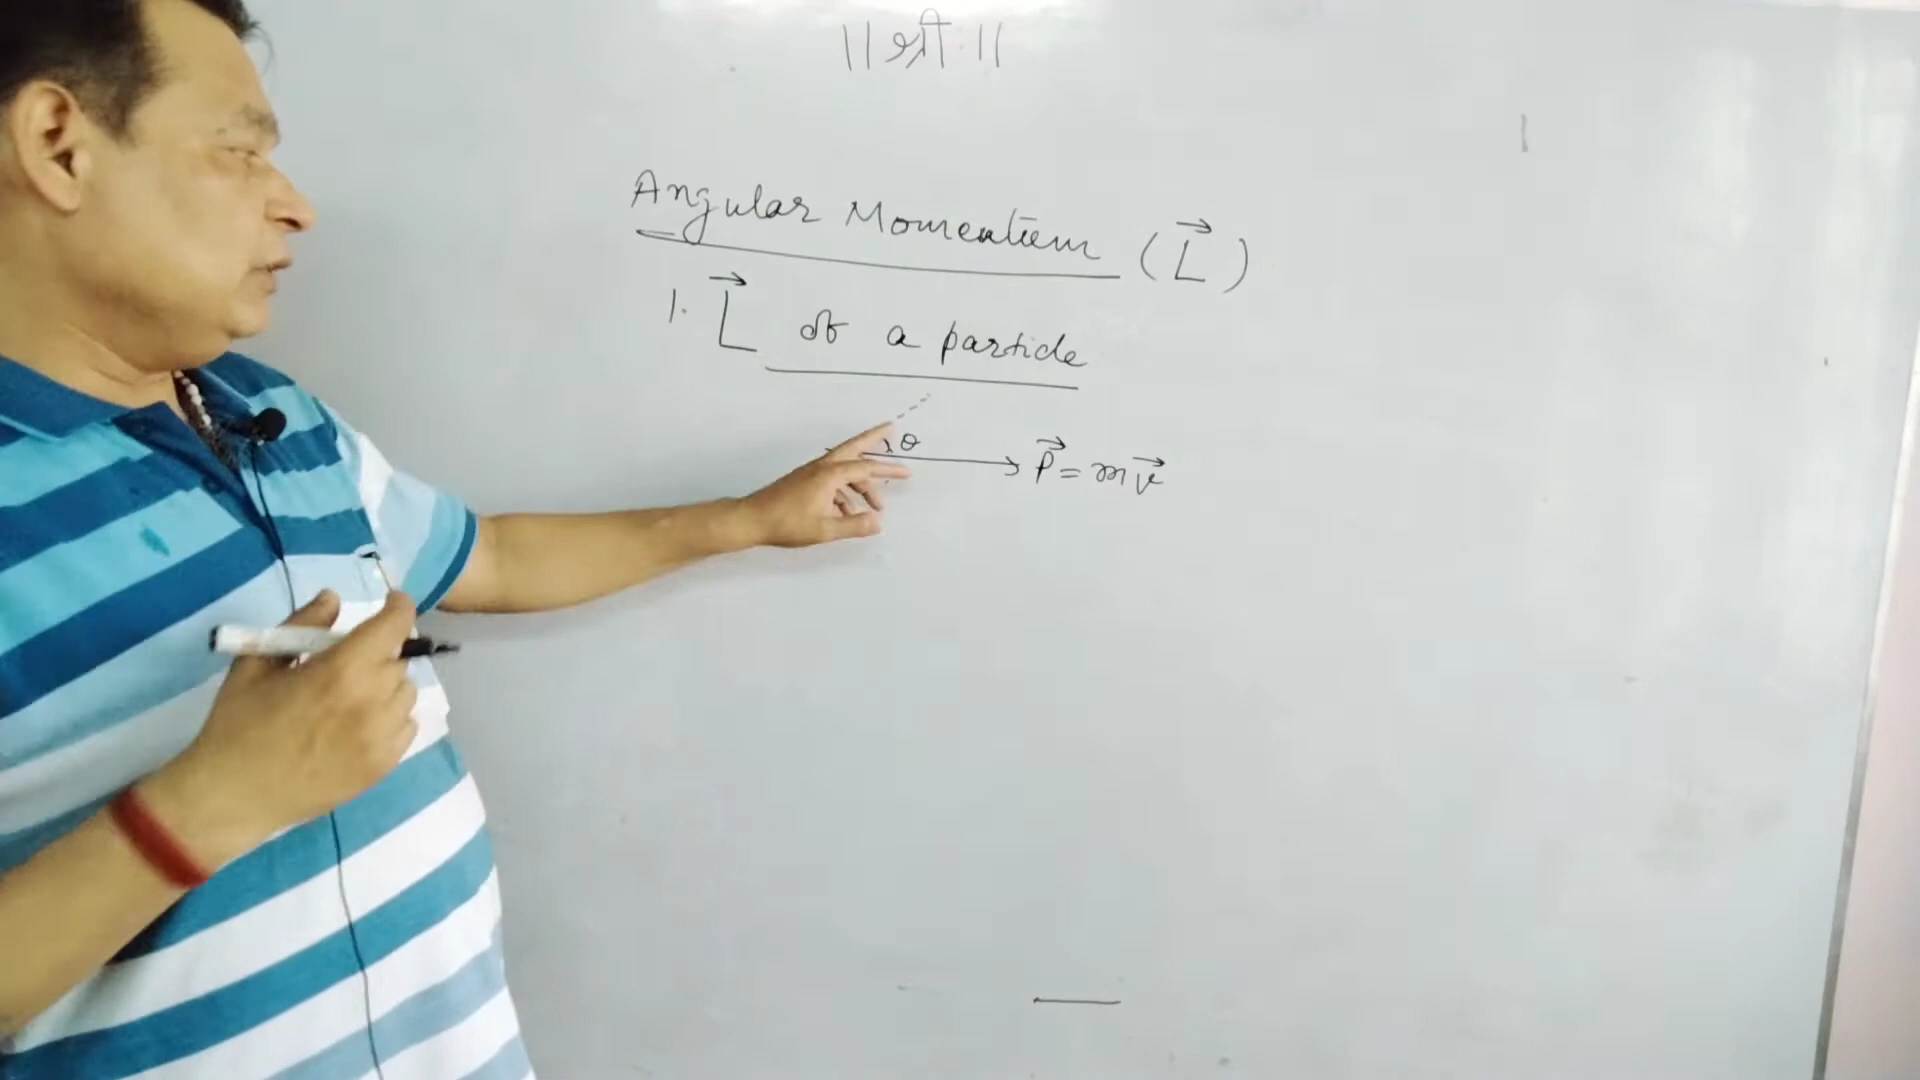 ||श्री:||
Angular Momentum (L⃗)
1. L⃗ of a particle
θ
P⃗ = mv⃗